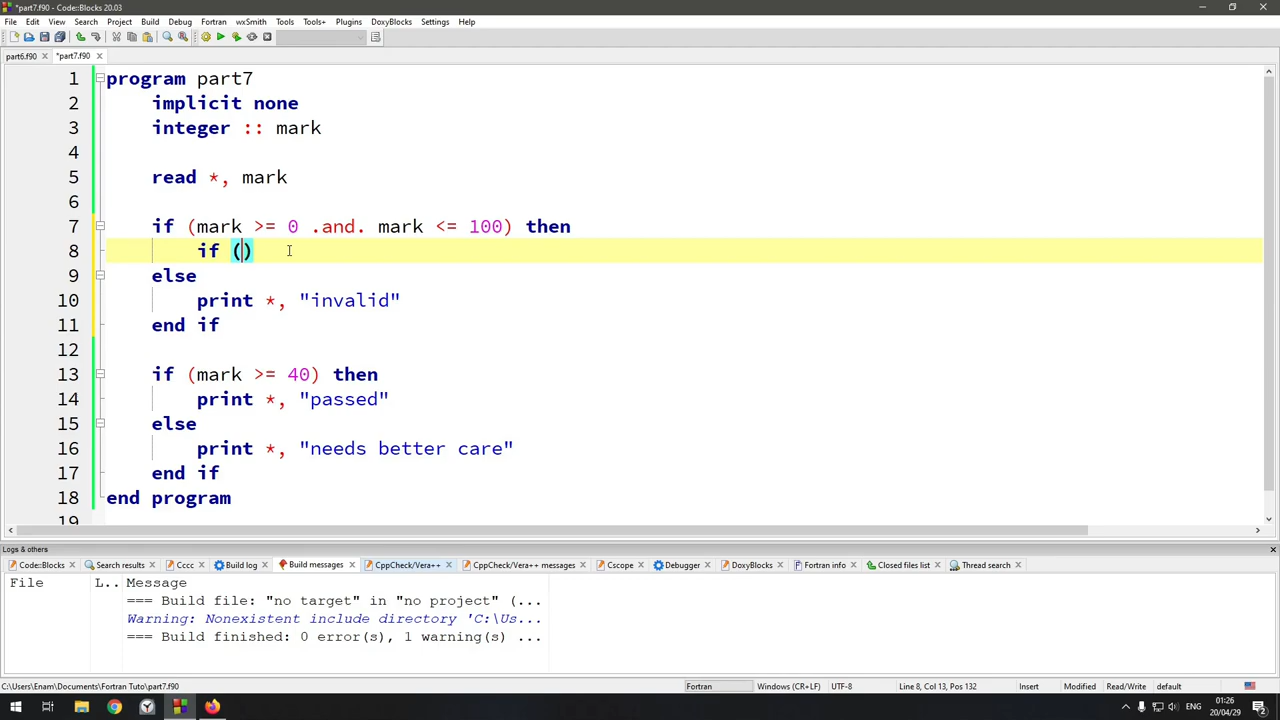 *part7.f90 - Code::Blocks 20.03
File Edit View Search Project Build Debug Fortran wxSmith Tools Tools+ Plugins DoxyBlocks Settings Help
part6.f90 *part7.f90
1 program part7
2 implicit none
3 integer :: mark
4
5 read *, mark
6
7 if (mark >= 0 .and. mark <= 100) then
8 if ()
9 else
10 print *, "invalid"
11 end if
12
13 if (mark >= 40) then
14 print *, "passed"
15 else
16 print *, "needs better care"
17 end if
18 end program
19
Logs & others
Code::Blocks Search results Cccc Build log Build messages CppCheck/Vera++ CppCheck/Vera++ messages Cscope Debugger DoxyBlocks Fortran info Closed files list Thread search
File L.. Message
=== Build file: "no target" in "no project" (...
Warning: Nonexistent include directory 'C:\Us...
=== Build finished: 0 error(s), 1 warning(s) ...
C:\Users\Enam\Documents\Fortran Tuto\part7.f90 Fortran Windows (CR+LF) UTF-8 Line 8, Col 13, Pos 132 Insert Modified Read/Write default
ENG 01:26
20/04/29 2